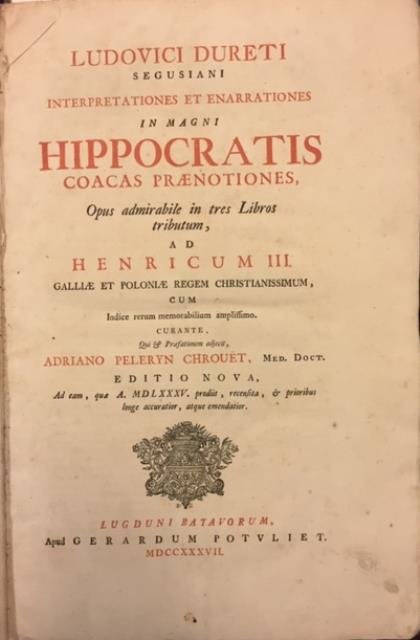 LUDOVICI DURETI
SEGUSIANI
INTERPRETATIONES ET ENARRATIONES
IN MAGNI
HIPPOCRATIS
COACAS PRÆNOTIONES,
Opus admirabile in tres Libros
tributum,
AD
HENRICUM III.
GALLIÆ ET POLONIÆ REGEM CHRISTIANISSIMUM,
CUM
Indice rerum memorabilium amplissimo.
CURANTE,
Qui & Præfationem adjecit,
ADRIANO PELERYN CHROUËT, MED. DOCT.
EDITIO NOVA,
Ad eam, quæ A. MDLXXXV. prodiit, recensita, & prioribus
longe accuratior, atque emendatior.
LUGDUNI BATAVORUM,
Apud GERARDUM POTVLIET.
MDCCXXXVII.